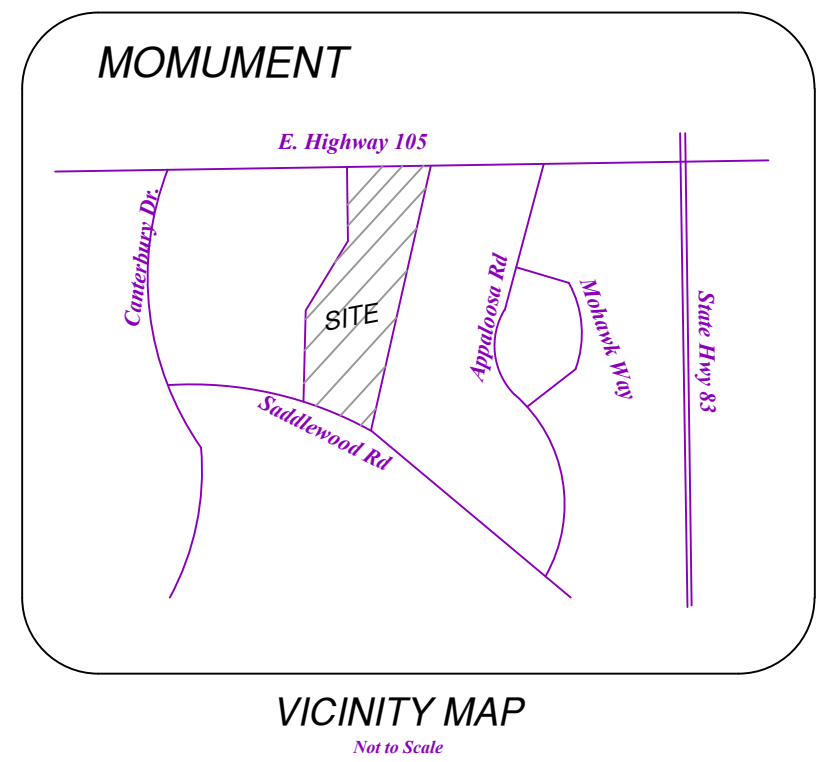 MOMUMENT
E. Highway 105
Canterbury Dr.
SITE
Appaloosa Rd
Mohawk Way
State Hwy 83
Saddlewood Rd
VICINITY MAP
Not to Scale